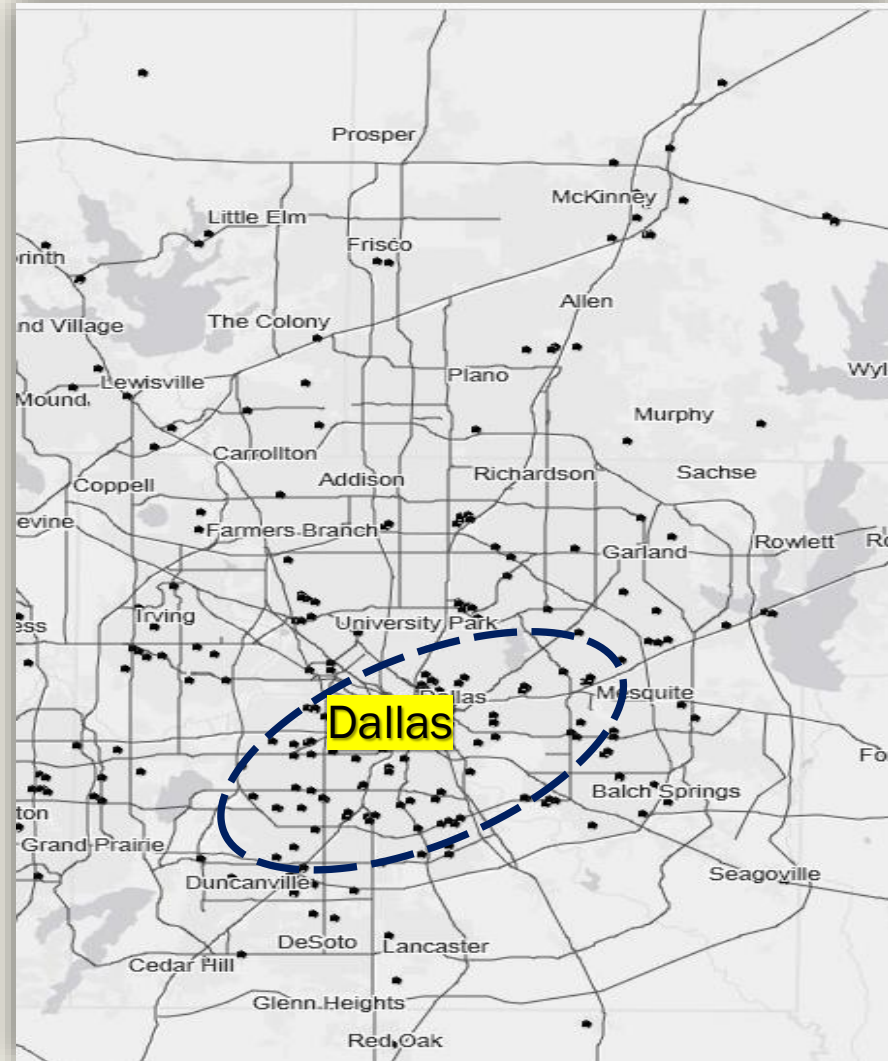 Prosper
McKinney
Little Elm
Frisco
rinth
Allen
nd Village
The Colony
Plano
Wyl
Lewisville
Mound
Murphy
Carrollton
Addison
Richardson
Sachse
Coppell
evine
Farmers Branch
Garland
Rowlett
Ro
Irving
ess
University Park
Dallas
Mesquite
Dallas
Fo
Balch Springs
ton
Grand Prairie
Duncanville
Seagoville
DeSoto
Lancaster
Cedar Hill
Glenn Heights
Red Oak